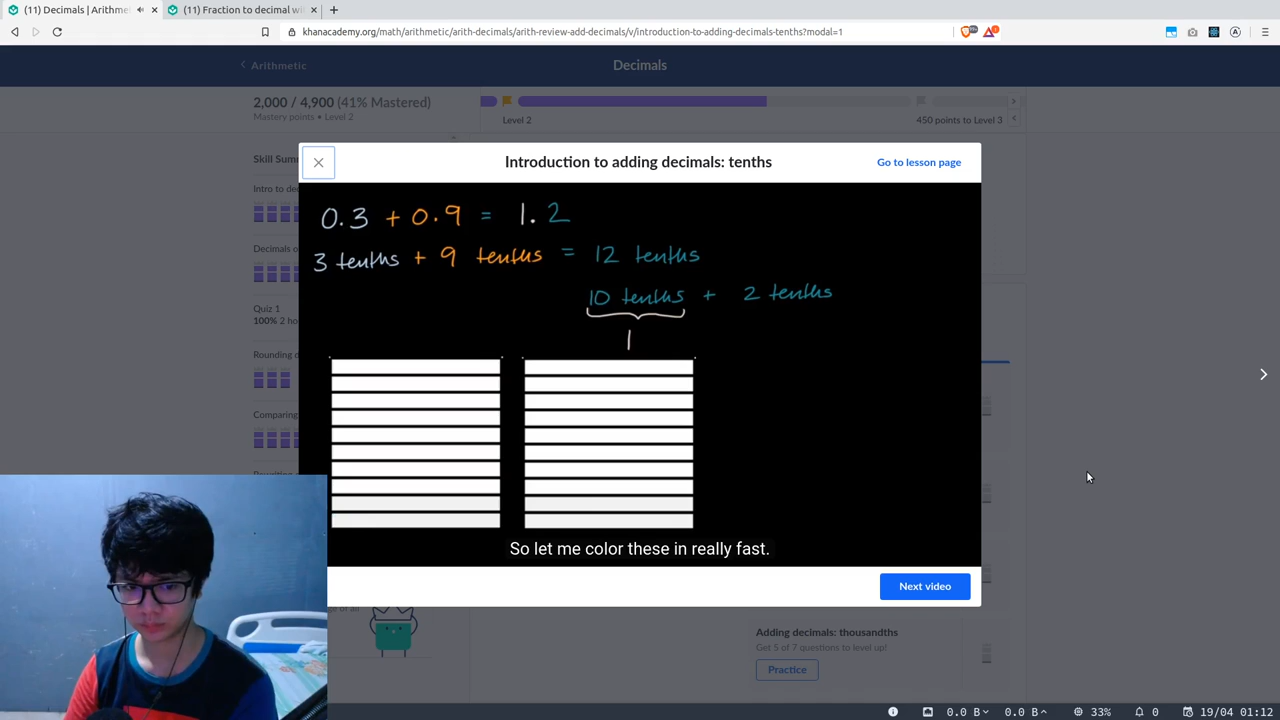 (11) Decimals | Arithme
(11) Fraction to decimal wi
khanacademy.org/math/arithmetic/arith-decimals/arith-review-add-decimals/v/introduction-to-adding-decimals-tenths?modal=1
Arithmetic
Decimals
2,000 / 4,900 (41% Mastered)
Mastery points • Level 2
Level 2
450 points to Level 3
Skill Sum
Intro to de
Decimals o
Quiz 1
100% 2 ho
Rounding d
Comparing
Introduction to adding decimals: tenths
Go to lesson page
0.3 + 0.9 = 1.2
3 tenths + 9 tenths = 12 tenths
10 tenths + 2 tenths
1
So let me color these in really fast.
Next video
of all
Adding decimals: thousandths
Get 5 of 7 questions to level up!
Practice
0.0 B
0.0 B
33%
0
19/04 01:12